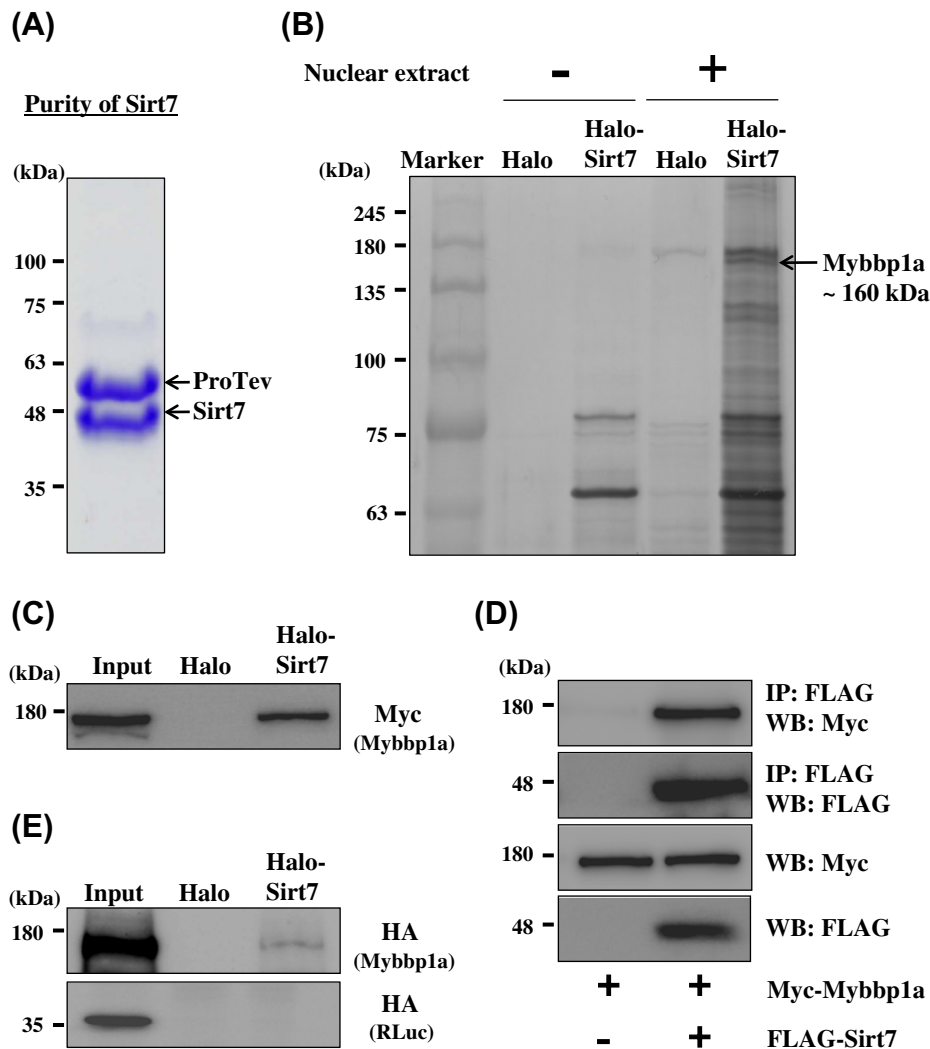 (A)
Purity of Sirt7
(kDa)
100
75
63
48
35
ProTev
Sirt7
(B)
Nuclear extract - +
Marker Halo Halo-Sirt7 Halo Halo-Sirt7
(kDa)
245
180
135
100
75
63
Mybbp1a
~ 160 kDa
(C)
(kDa) Input Halo Halo-Sirt7
180
Myc
(Mybbp1a)
(D)
(kDa)
180
IP: FLAG
WB: Myc
48
IP: FLAG
WB: FLAG
180
WB: Myc
48
WB: FLAG
+ + Myc-Mybbp1a
- + FLAG-Sirt7
(E)
(kDa) Input Halo Halo-Sirt7
180
HA
(Mybbp1a)
35
HA
(RLuc)